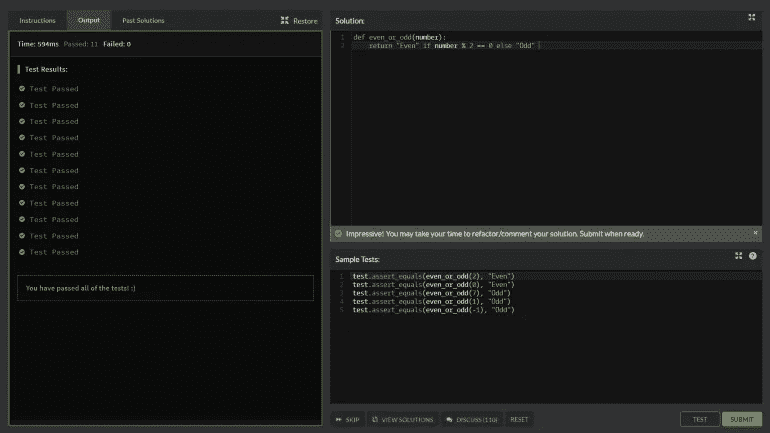 Instructions
Output
Past Solutions
Restore
Time: 594ms Passed: 11 Failed: 0
Test Results:
Test Passed
Test Passed
Test Passed
Test Passed
Test Passed
Test Passed
Test Passed
Test Passed
Test Passed
Test Passed
Test Passed
You have passed all of the tests! :)
Solution:
1 def even_or_odd(number):
2 return "Even" if number % 2 == 0 else "Odd"
Impressive! You may take your time to refactor/comment your solution. Submit when ready.
×
Sample Tests:
?
1 test.assert_equals(even_or_odd(2), "Even")
2 test.assert_equals(even_or_odd(0), "Even")
3 test.assert_equals(even_or_odd(7), "Odd")
4 test.assert_equals(even_or_odd(1), "Odd")
5 test.assert_equals(even_or_odd(-1), "Odd")
SKIP
VIEW SOLUTIONS
DISCUSS (110)
RESET
TEST
SUBMIT